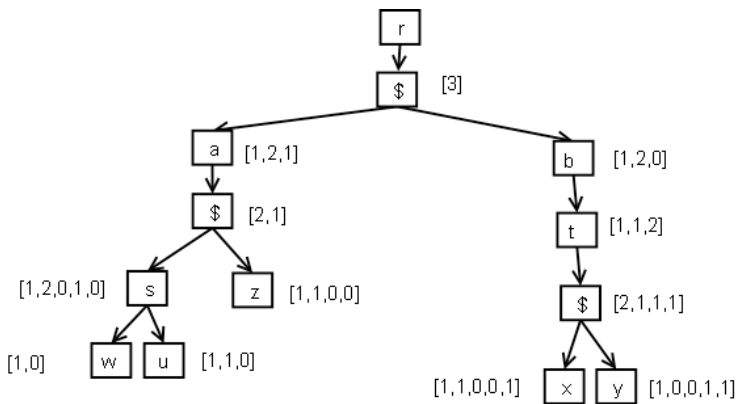 r
$ [3]
a [1,2,1] b [1,2,0]
$ [2,1] t [1,1,2]
[1,2,0,1,0] s z [1,1,0,0] $ [2,1,1,1]
[1,0] w u [1,1,0] [1,1,0,0,1] x y [1,0,0,1,1]